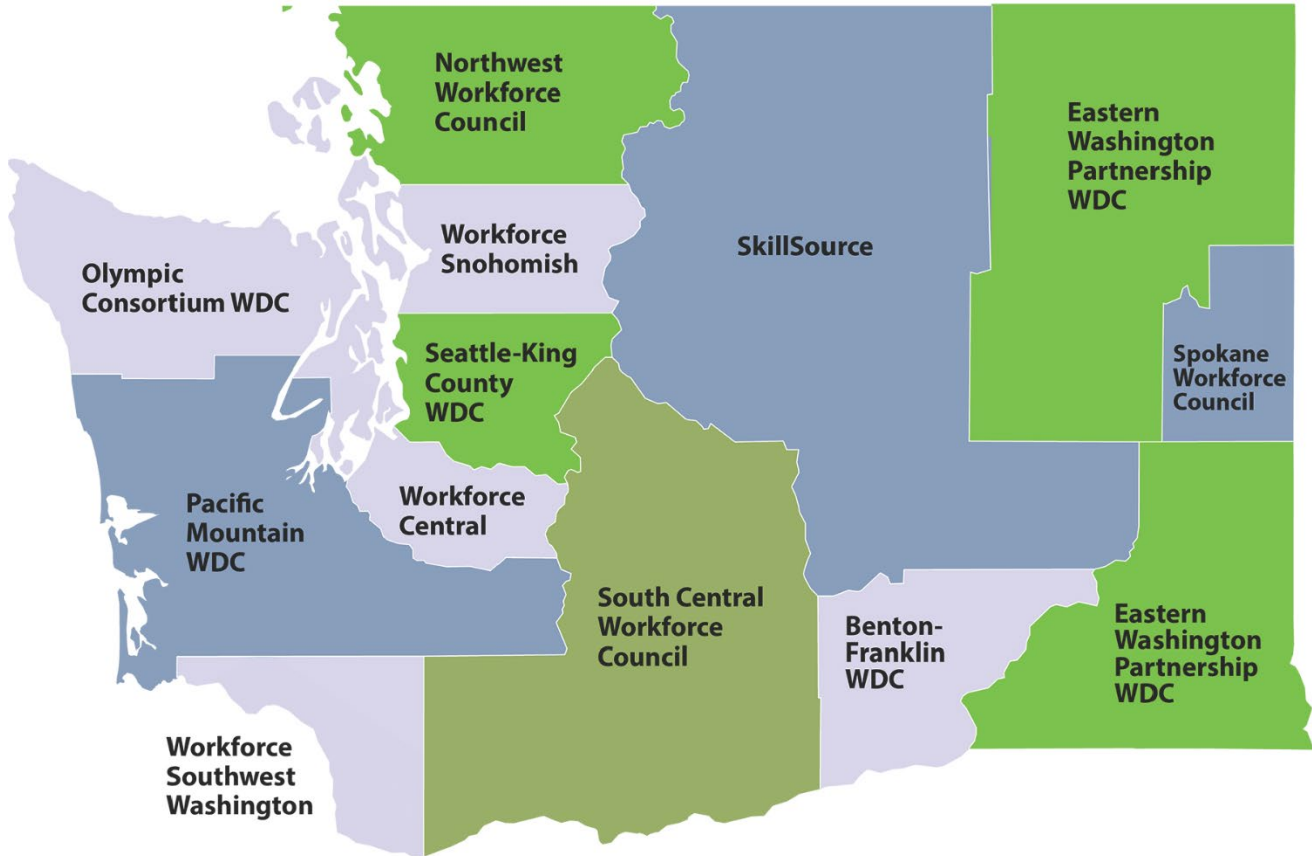 Northwest
Workforce
Council
Eastern
Washington
Partnership
WDC
Workforce
Snohomish
SkillSource
Olympic
Consortium WDC
Seattle-King
County
WDC
Spokane
Workforce
Council
Pacific
Mountain
WDC
Workforce
Central
South Central
Workforce
Council
Benton-
Franklin
WDC
Eastern
Washington
Partnership
WDC
Workforce
Southwest
Washington